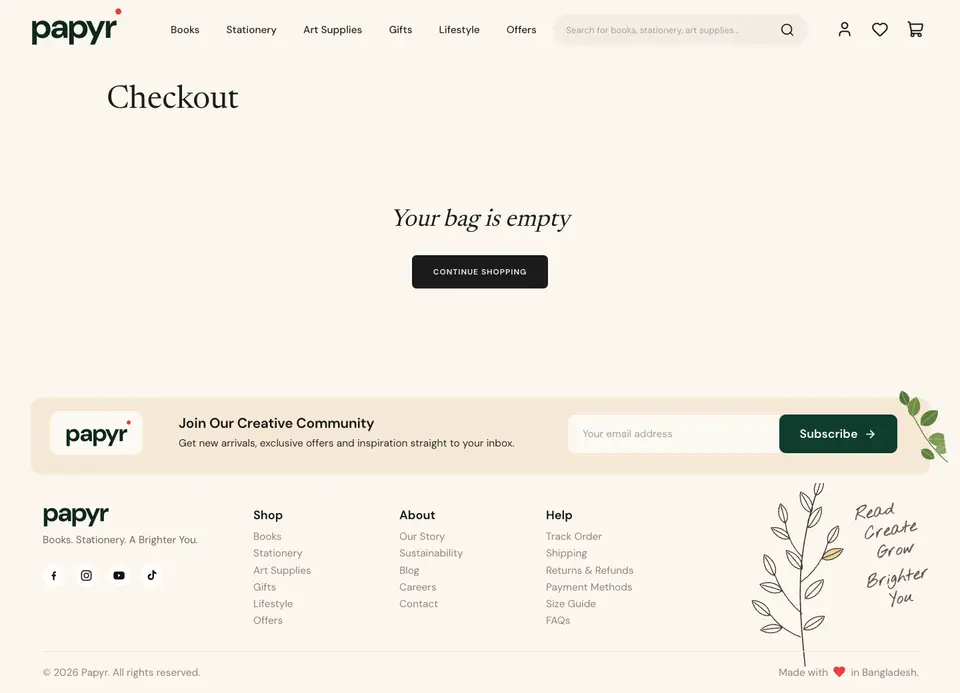 papyr
Books Stationery Art Supplies Gifts Lifestyle Offers Search for books, stationery, art supplies...
Checkout
Your bag is empty
CONTINUE SHOPPING
papyr
Join Our Creative Community
Get new arrivals, exclusive offers and inspiration straight to your inbox.
Your email address
Subscribe →
papyr
Books. Stationery. A Brighter You.
Shop
Books
Stationery
Art Supplies
Gifts
Lifestyle
Offers
About
Our Story
Sustainability
Blog
Careers
Contact
Help
Track Order
Shipping
Returns & Refunds
Payment Methods
Size Guide
FAQs
Read
Create
Grow
Brighter
You
© 2026 Papyr. All rights reserved.
Made with ❤️ in Bangladesh.